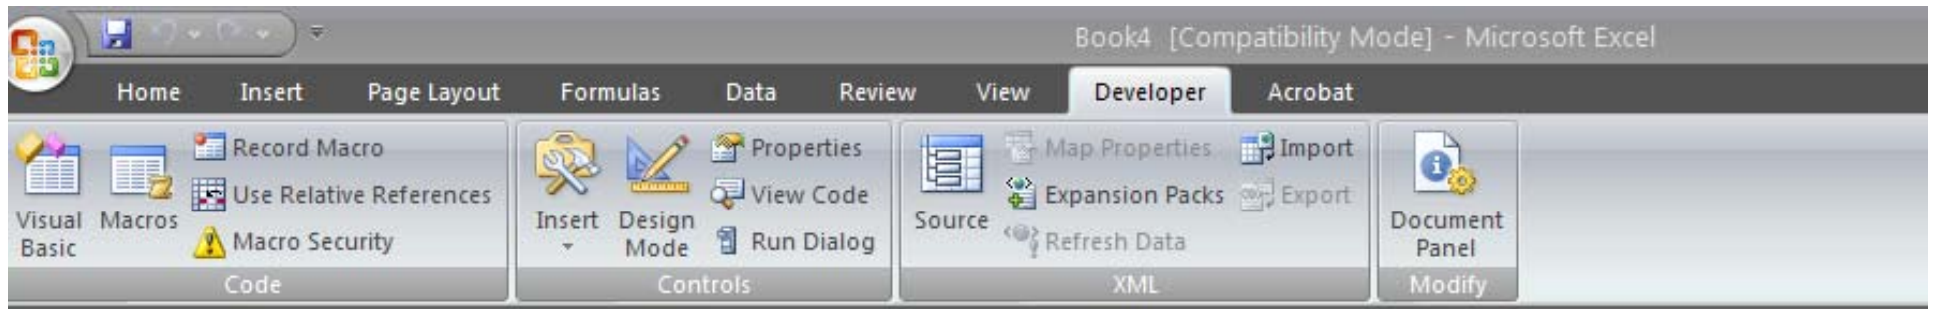 Book4 [Compatibility Mode] - Microsoft Excel
Home Insert Page Layout Formulas Data Review View Developer Acrobat
Visual Basic
Macros
Record Macro
Use Relative References
Macro Security
Code
Insert
Design Mode
Properties
View Code
Run Dialog
Controls
Source
Map Properties
Expansion Packs
Refresh Data
Import
Export
XML
Document Panel
Modify